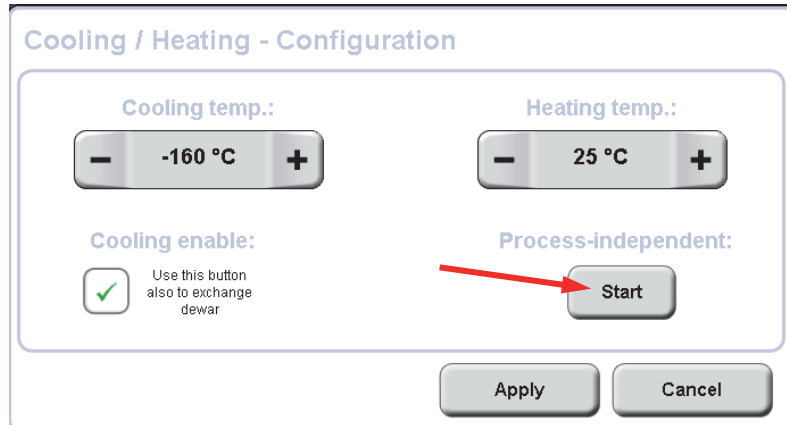 Cooling / Heating - Configuration
Cooling temp.:
Heating temp.:
− -160 °C +
− 25 °C +
Cooling enable:
Process-independent:
Use this button
also to exchange
dewar
Start
Apply
Cancel